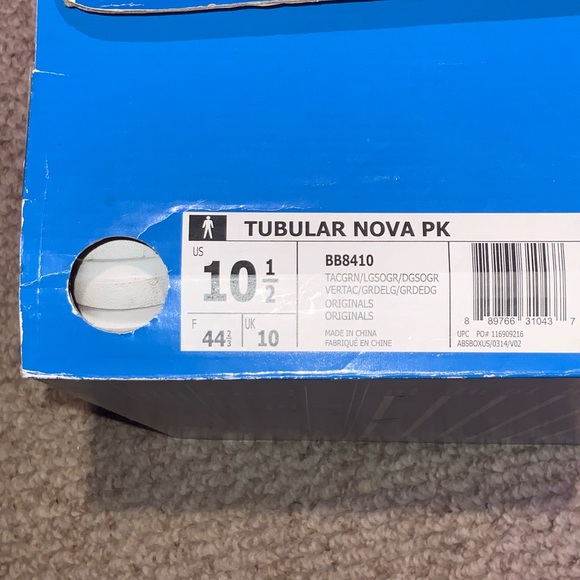 TUBULAR NOVA PK
US
10 1/2
F
44 2/3
UK
10
BB8410
TACGRN/LGSOGR/DGSOGR
VERTAC/GRDELG/GRDEDG
ORIGINALS
ORIGINALS
MADE IN CHINA
FABRIQUÉ EN CHINE
8 89766 31043 7
UPC PO# 116909216
ABSBOXUS/0314/V02